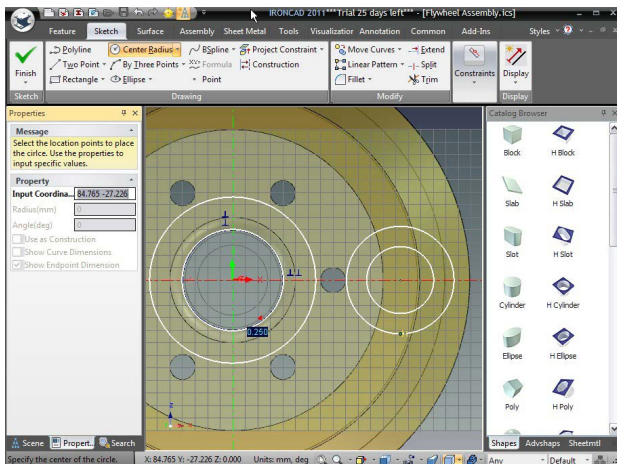 IRONCAD 2011***Trial 25 days left*** - [Flywheel Assembly.ics]
Feature Sketch Surface Assembly Sheet Metal Tools Visualization Annotation Common Add-Ins Styles
Finish
Polyline Center Radius BSpline Project Constraint Move Curves Extend
Two Point By Three Points Formula Construction Linear Pattern Split
Rectangle Ellipse Point Fillet Trim
Constraints Display
Sketch Drawing Modify Display
Properties
Message
Select the location points to place
the cirlce. Use the properties to
input specific values.
Property
Input Coordina... 84.765 -27.226
Radius(mm) 0
Angle(deg) 0
Use as Construction
Show Curve Dimensions
Show Endpoint Dimension
X
0.250
Z
Catalog Browser
Block H Block
Slab H Slab
Slot H Slot
Cylinder H Cylinder
Ellipse H Ellipse
Poly H Poly
Scene Propert... Search
Shapes Advshaps Sheetmtl
Specify the center of the circle. X: 84.765 Y: -27.226 Z: 0.000 Units: mm, deg Any Default